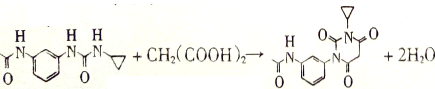 H H H
N N N
O O
+ CH₂(COOH)₂ →
H
N
O
O N O
N
O
+ 2H₂O